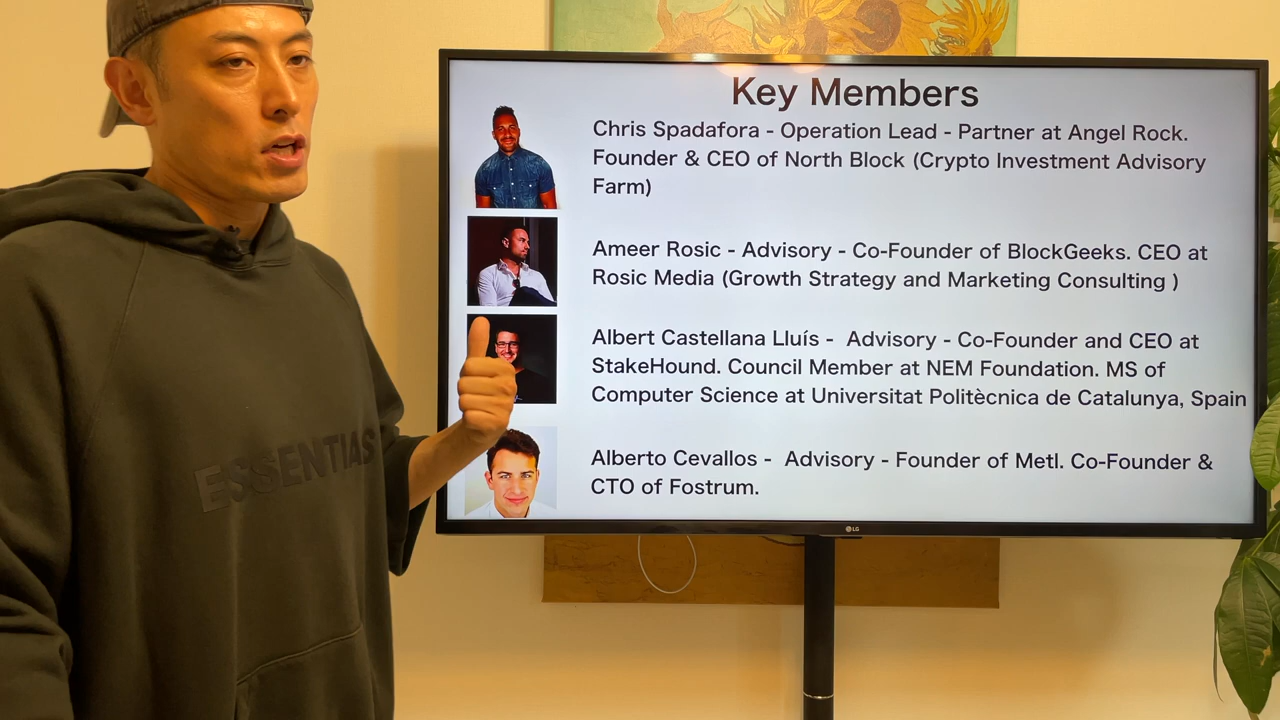 Key Members
Chris Spadafora - Operation Lead - Partner at Angel Rock.
Founder & CEO of North Block (Crypto Investment Advisory
Farm)
Ameer Rosic - Advisory - Co-Founder of BlockGeeks. CEO at
Rosic Media (Growth Strategy and Marketing Consulting )
Albert Castellana Lluís - Advisory - Co-Founder and CEO at
StakeHound. Council Member at NEM Foundation. MS of
Computer Science at Universitat Politècnica de Catalunya, Spain
Alberto Cevallos - Advisory - Founder of Metl. Co-Founder &
CTO of Fostrum.
LG
ESSENTIALS